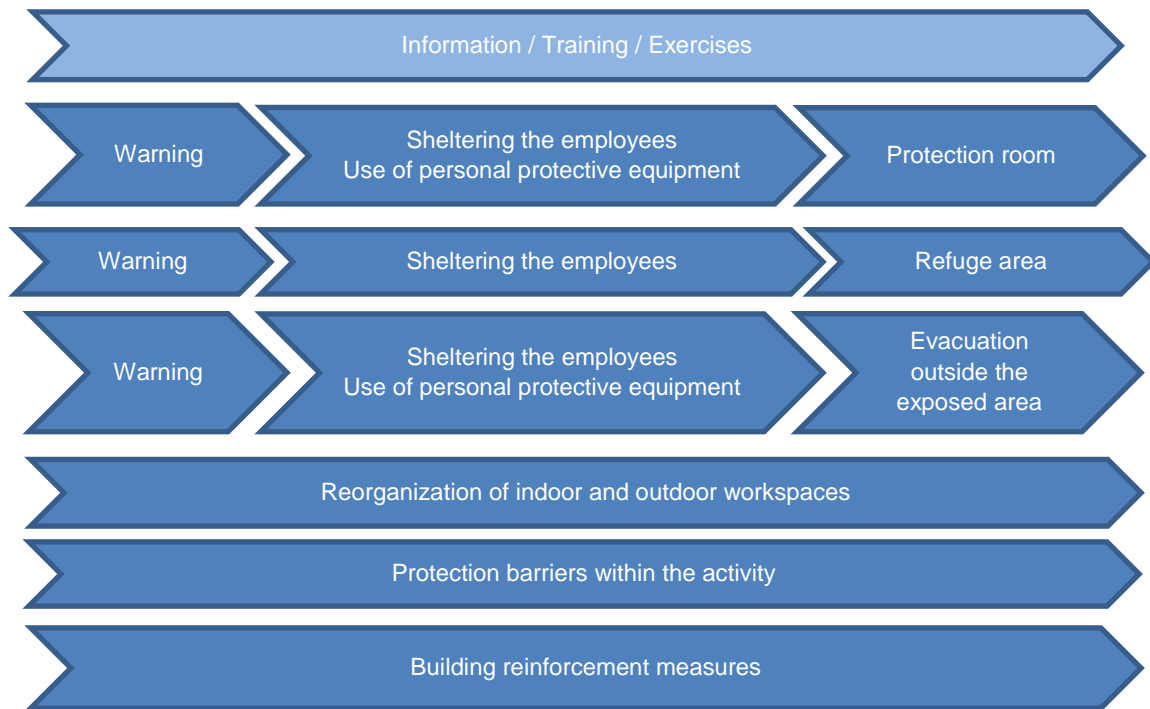 Information / Training / Exercises
Warning
Sheltering the employees
Use of personal protective equipment
Protection room
Warning
Sheltering the employees
Refuge area
Warning
Sheltering the employees
Use of personal protective equipment
Evacuation
outside the
exposed area
Reorganization of indoor and outdoor workspaces
Protection barriers within the activity
Building reinforcement measures